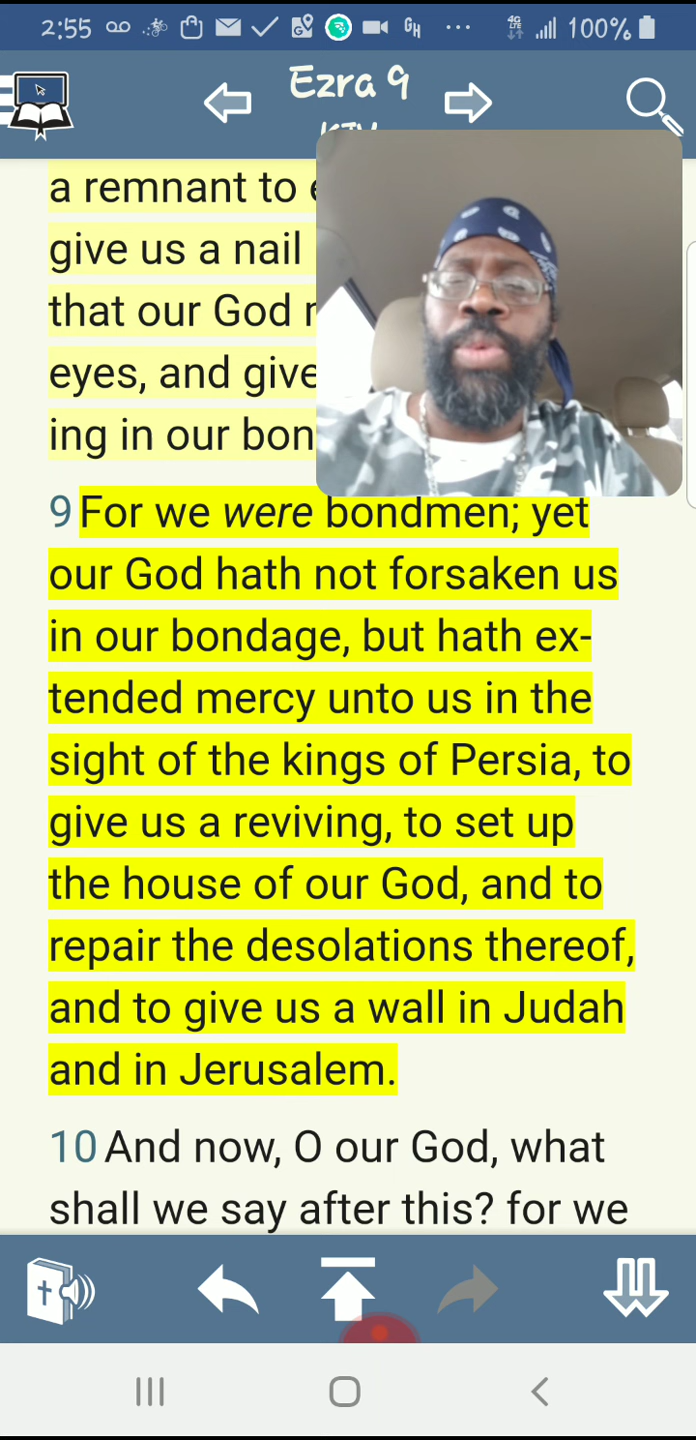 2:55
4G
LTE
100%
Ezra 9
a remnant to
give us a nail
that our God
eyes, and give
ing in our bon
9 For we were bondmen; yet
our God hath not forsaken us
in our bondage, but hath ex-
tended mercy unto us in the
sight of the kings of Persia, to
give us a reviving, to set up
the house of our God, and to
repair the desolations thereof,
and to give us a wall in Judah
and in Jerusalem.
10 And now, O our God, what
shall we say after this? for we